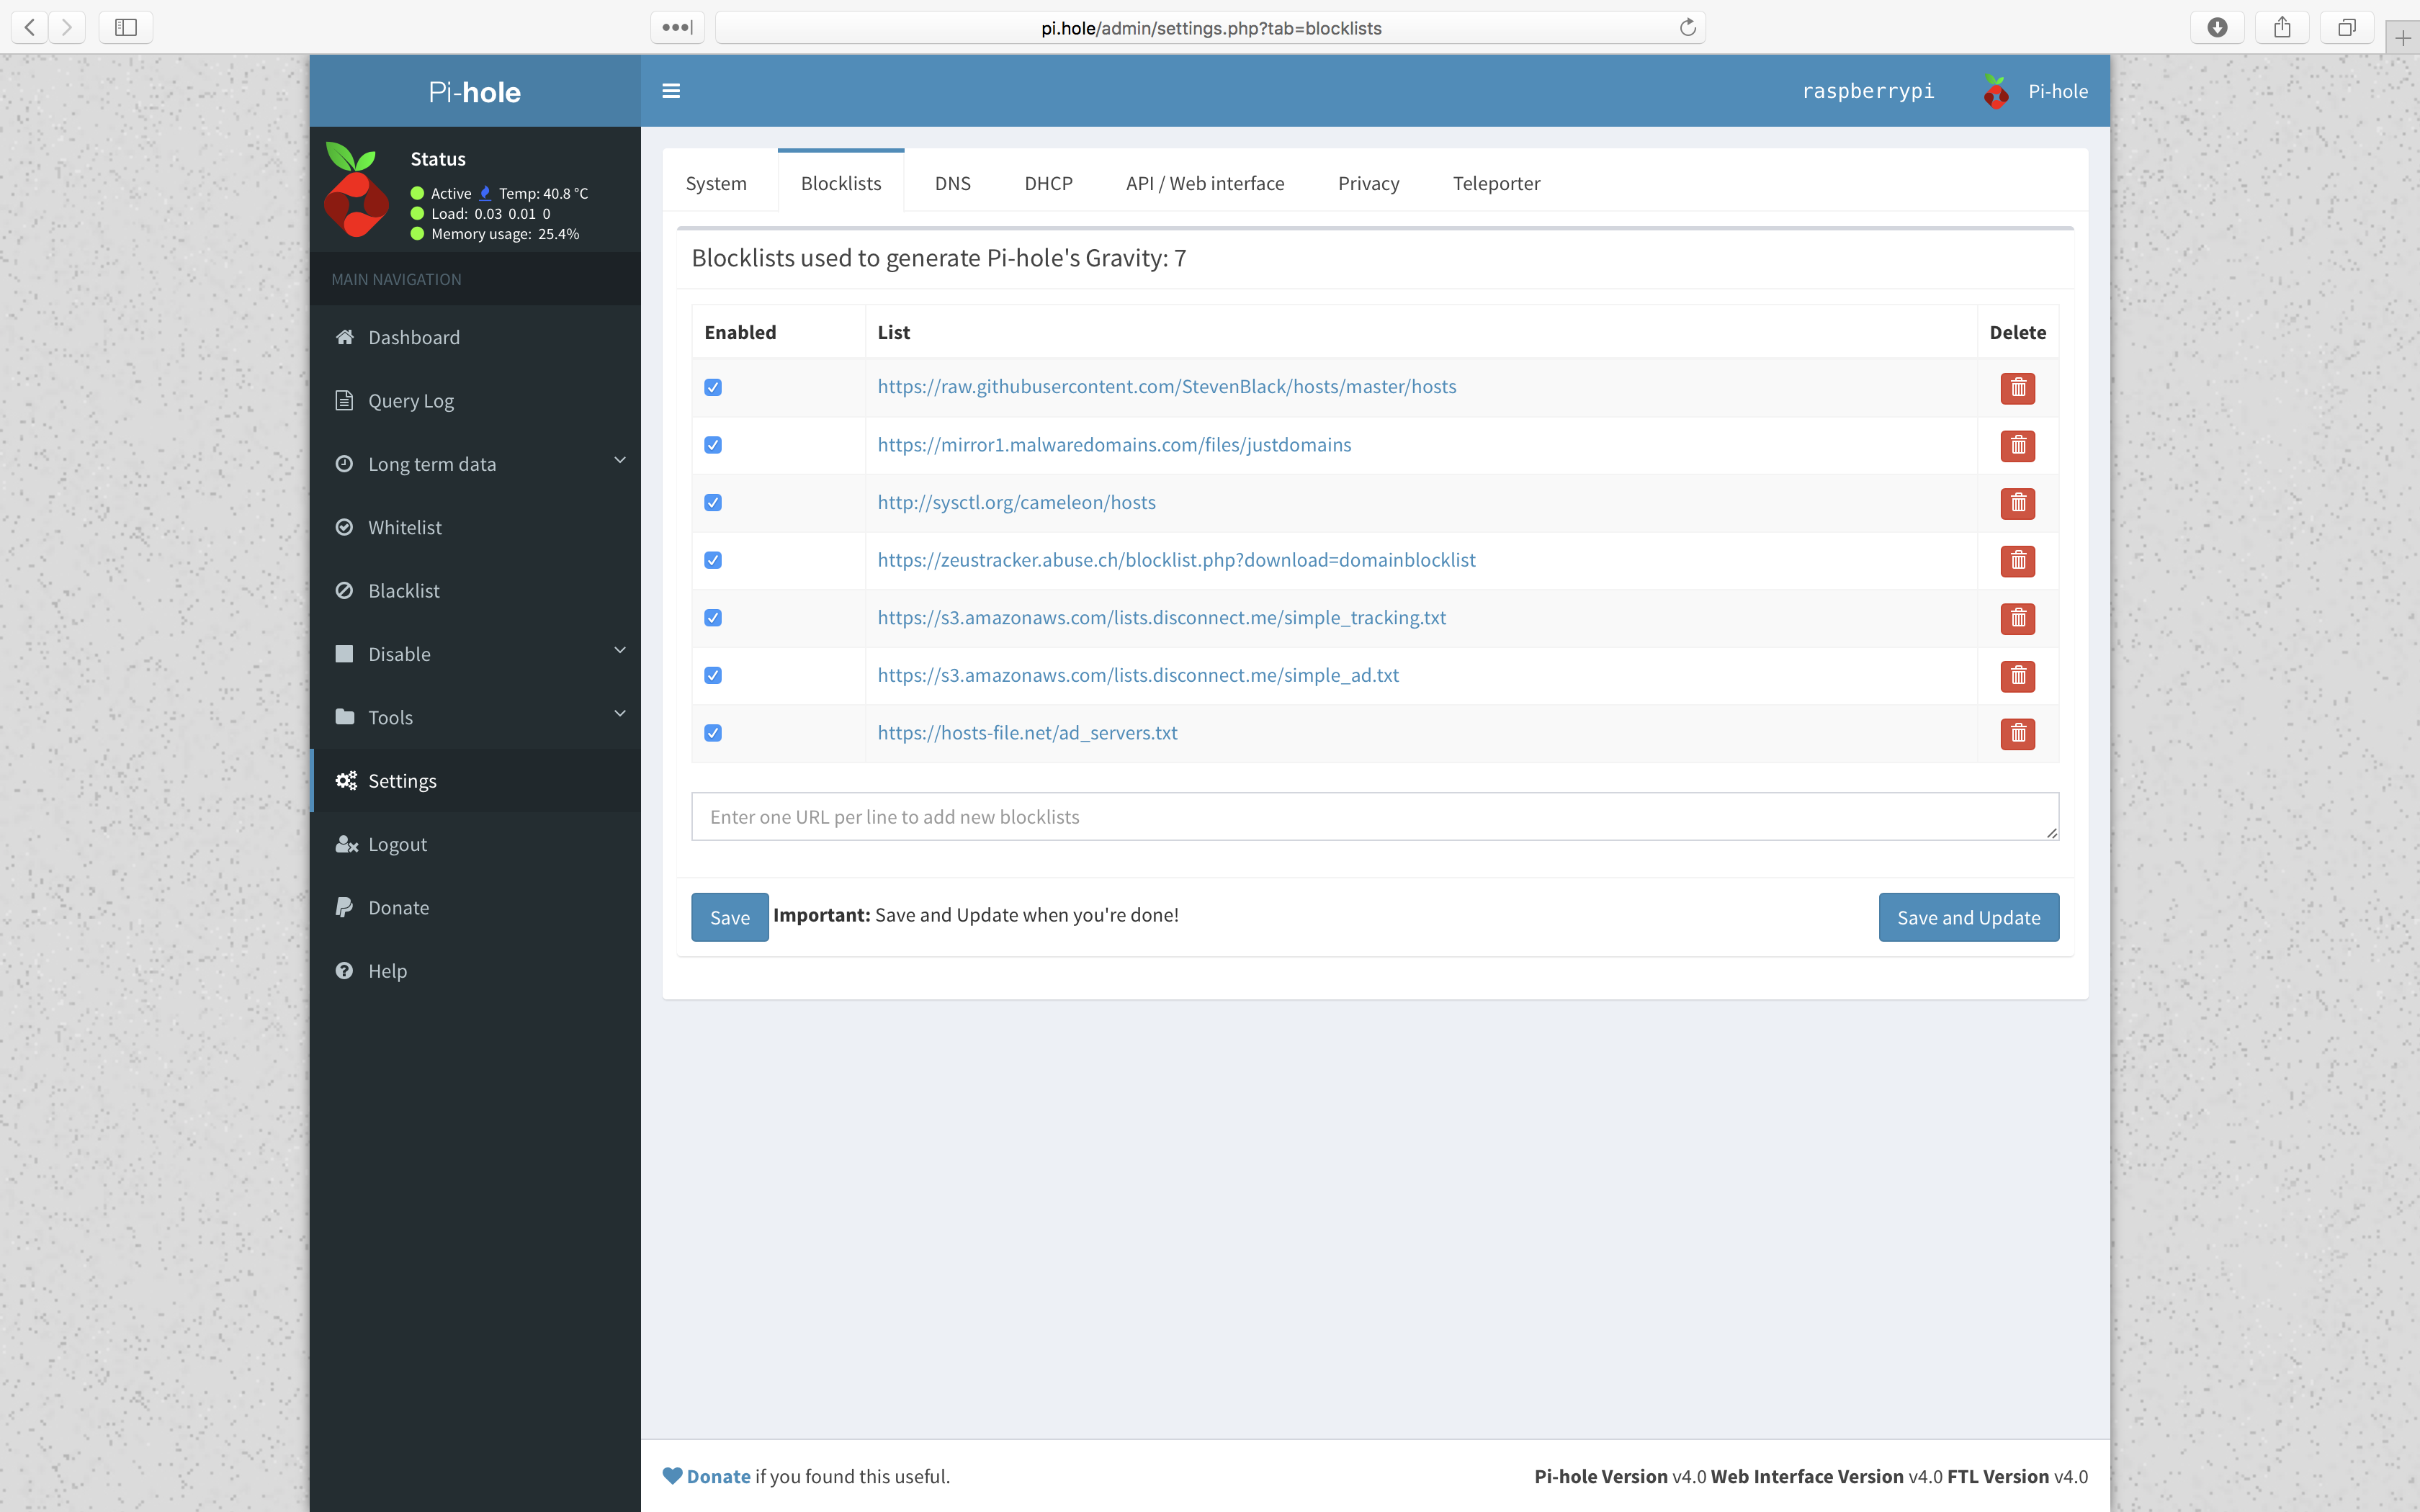 pi.hole/admin/settings.php?tab=blocklists
Pi-hole
raspberrypi
Pi-hole
Status
Active Temp: 40.8 °C
Load: 0.03 0.01 0
Memory usage: 25.4%
MAIN NAVIGATION
Dashboard
Query Log
Long term data
Whitelist
Blacklist
Disable
Tools
Settings
Logout
Donate
Help
System Blocklists DNS DHCP API / Web interface Privacy Teleporter
Blocklists used to generate Pi-hole's Gravity: 7
Enabled List Delete
https://raw.githubusercontent.com/StevenBlack/hosts/master/hosts
https://mirror1.malwaredomains.com/files/justdomains
http://sysctl.org/cameleon/hosts
https://zeustracker.abuse.ch/blocklist.php?download=domainblocklist
https://s3.amazonaws.com/lists.disconnect.me/simple_tracking.txt
https://s3.amazonaws.com/lists.disconnect.me/simple_ad.txt
https://hosts-file.net/ad_servers.txt
Enter one URL per line to add new blocklists
Save Important: Save and Update when you're done! Save and Update
Donate if you found this useful.
Pi-hole Version v4.0 Web Interface Version v4.0 FTL Version v4.0